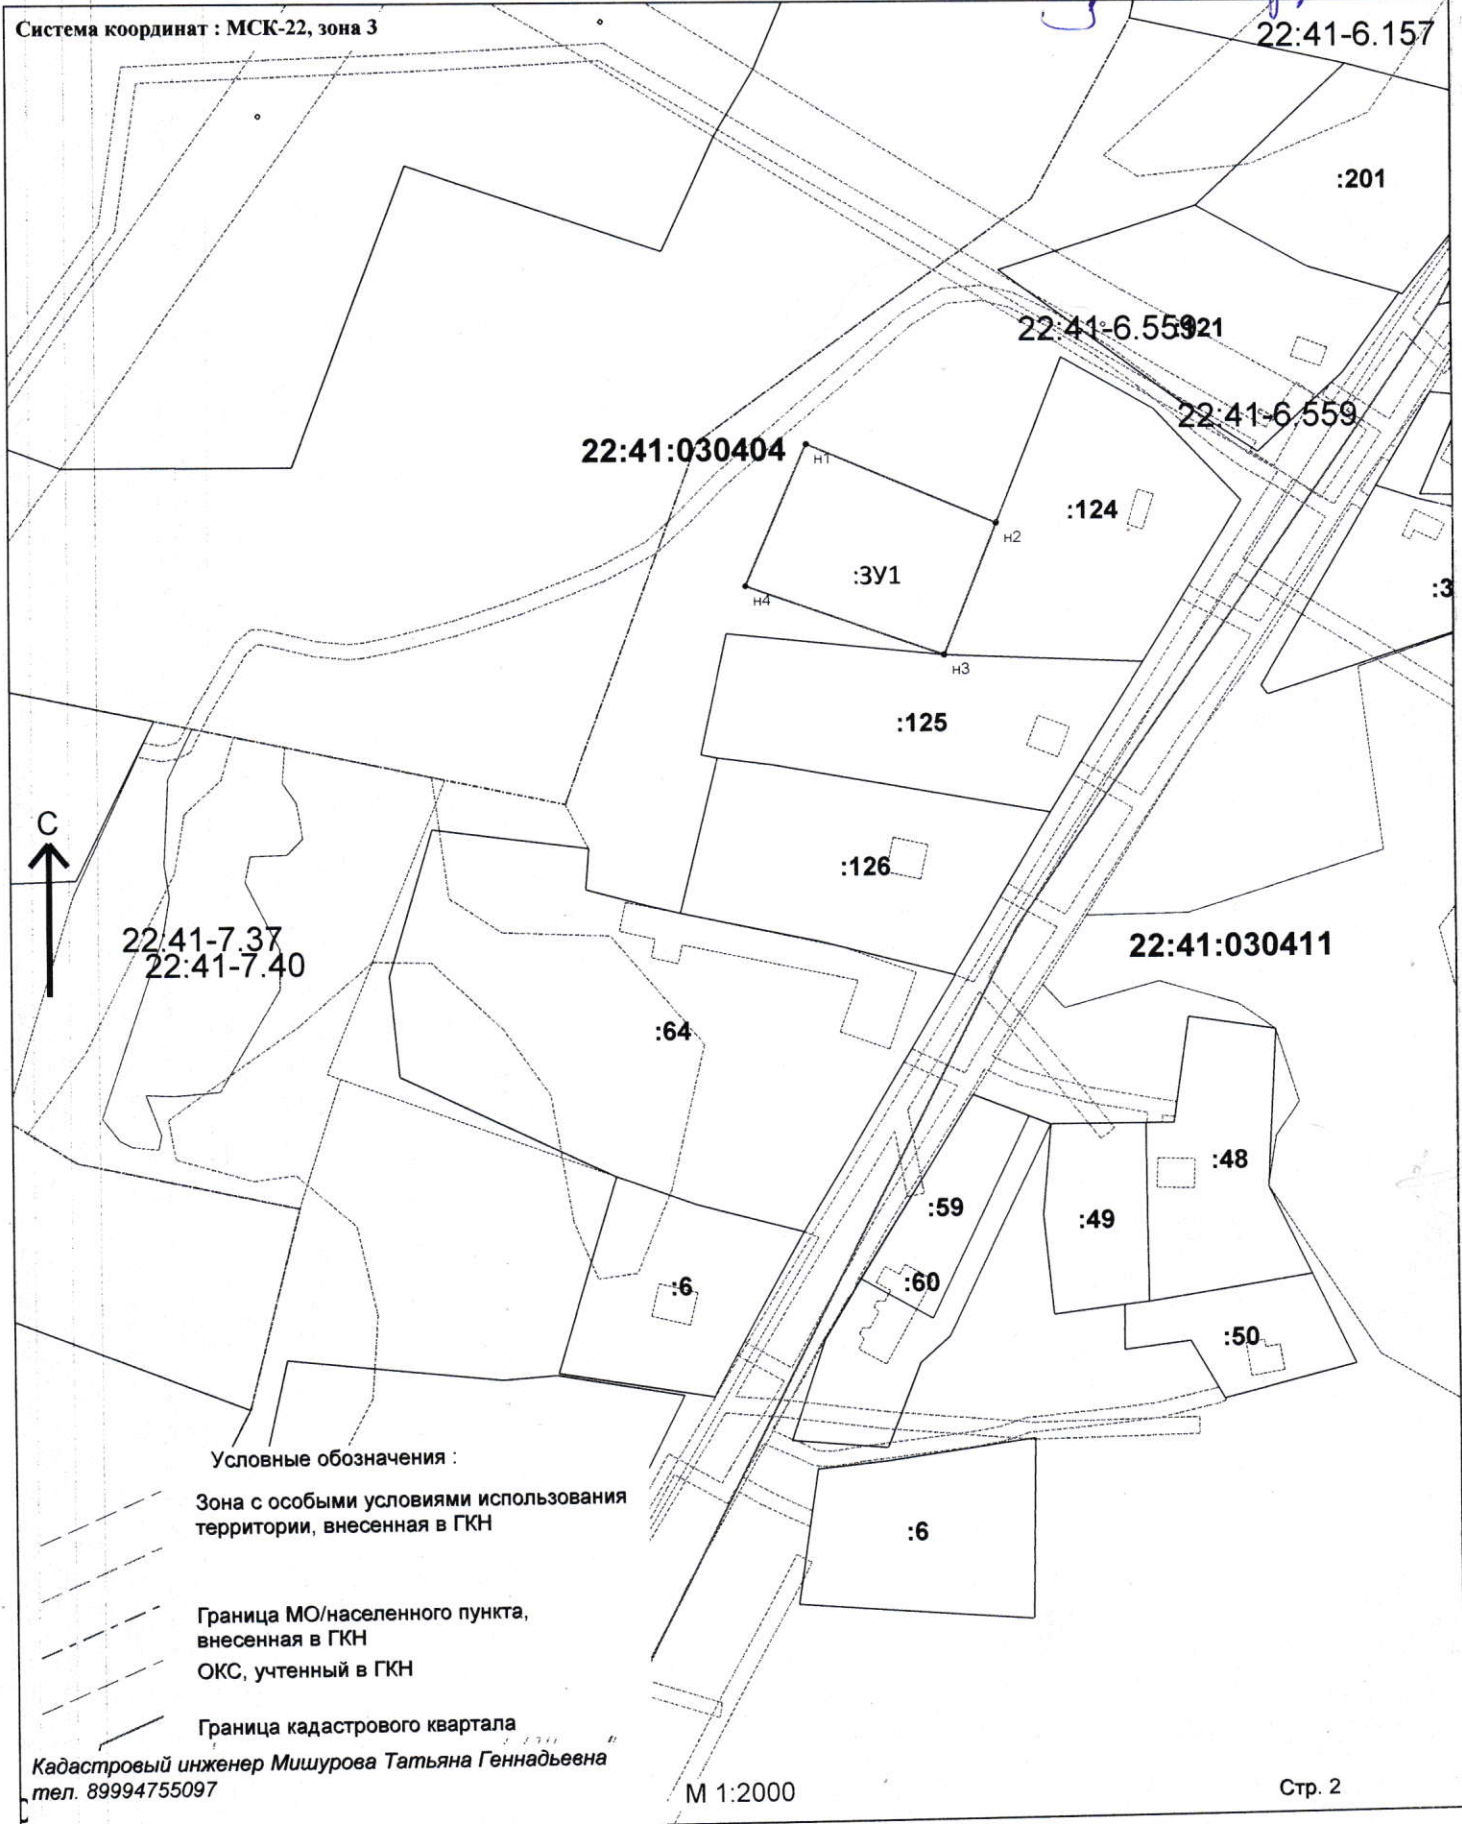 Система координат : МСК-22, зона 3
22:41-6.157
:201
22:41-6.559
:121
22:41-6.559
22:41:030404
н1
:124
н2
:ЗУ1
:3
н4
н3
:125
С
:126
22:41-7.37
22:41-7.40
22:41:030411
:64
:48
:59
:49
:6
:60
:50
Условные обозначения :
Зона с особыми условиями использования
территории, внесенная в ГКН
:6
Граница МО/населенного пункта,
внесенная в ГКН
ОКС, учтенный в ГКН
Граница кадастрового квартала
Кадастровый инженер Мишурова Татьяна Геннадьевна
тел. 89994755097
М 1:2000
Стр. 2